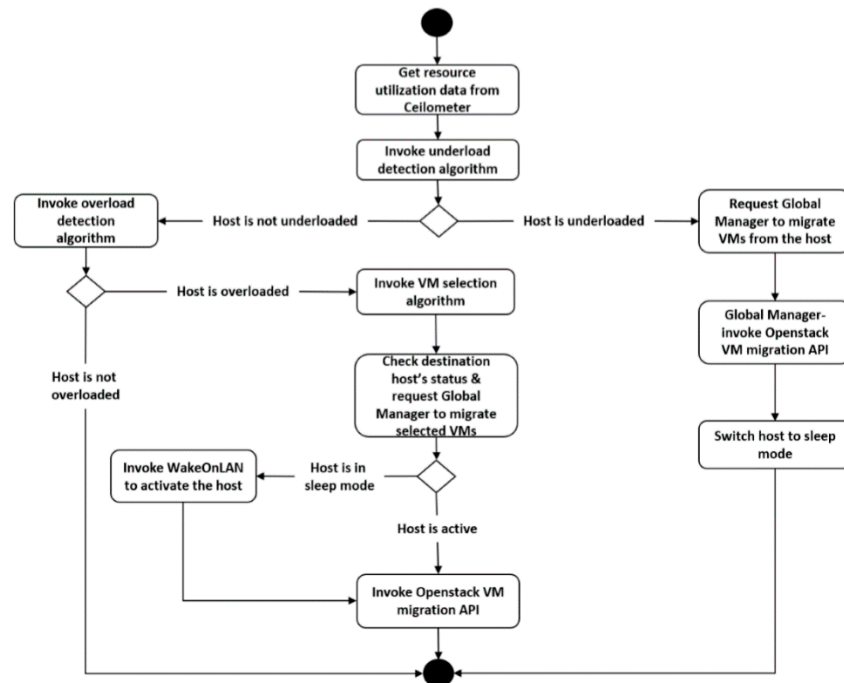 Get resource
utilization data from
Ceilometer
Invoke underload
detection algorithm
Invoke overload
detection
algorithm
Host is not underloaded
Host is underloaded
Request Global
Manager to migrate
VMs from the host
Host is overloaded
Invoke VM selection
algorithm
Global Manager-
invoke Openstack
VM migration API
Host is not
overloaded
Check destination
host's status &
request Global
Manager to migrate
selected VMs
Switch host to sleep
mode
Invoke WakeOnLAN
to activate the host
Host is in
sleep mode
Host is active
Invoke Openstack VM
migration API